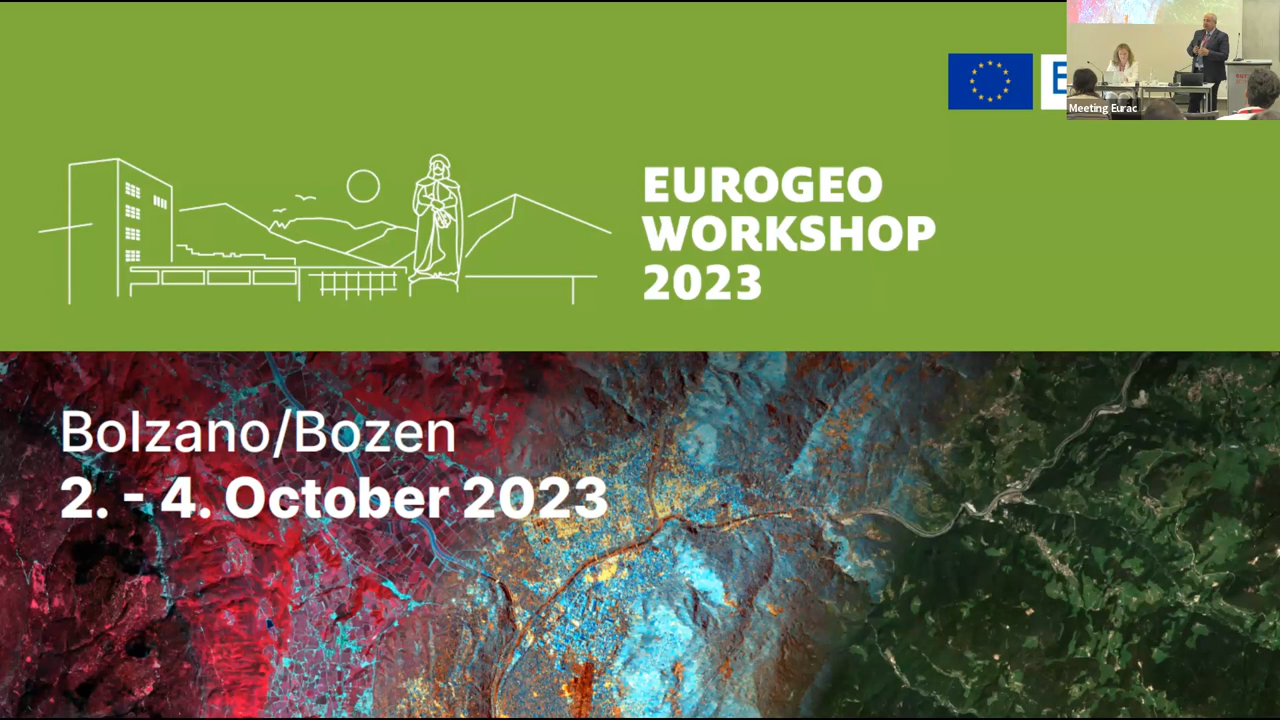 EUROGEO
WORKSHOP
2023
Meeting Eurac
Bolzano/Bozen
2. - 4. October 2023